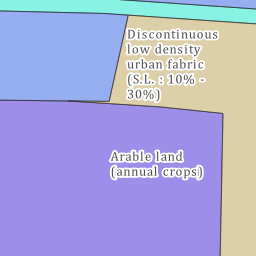 Discontinuous
low density
urban fabric
(S.L. : 10% -
30%)
Arable land
(annual crops)